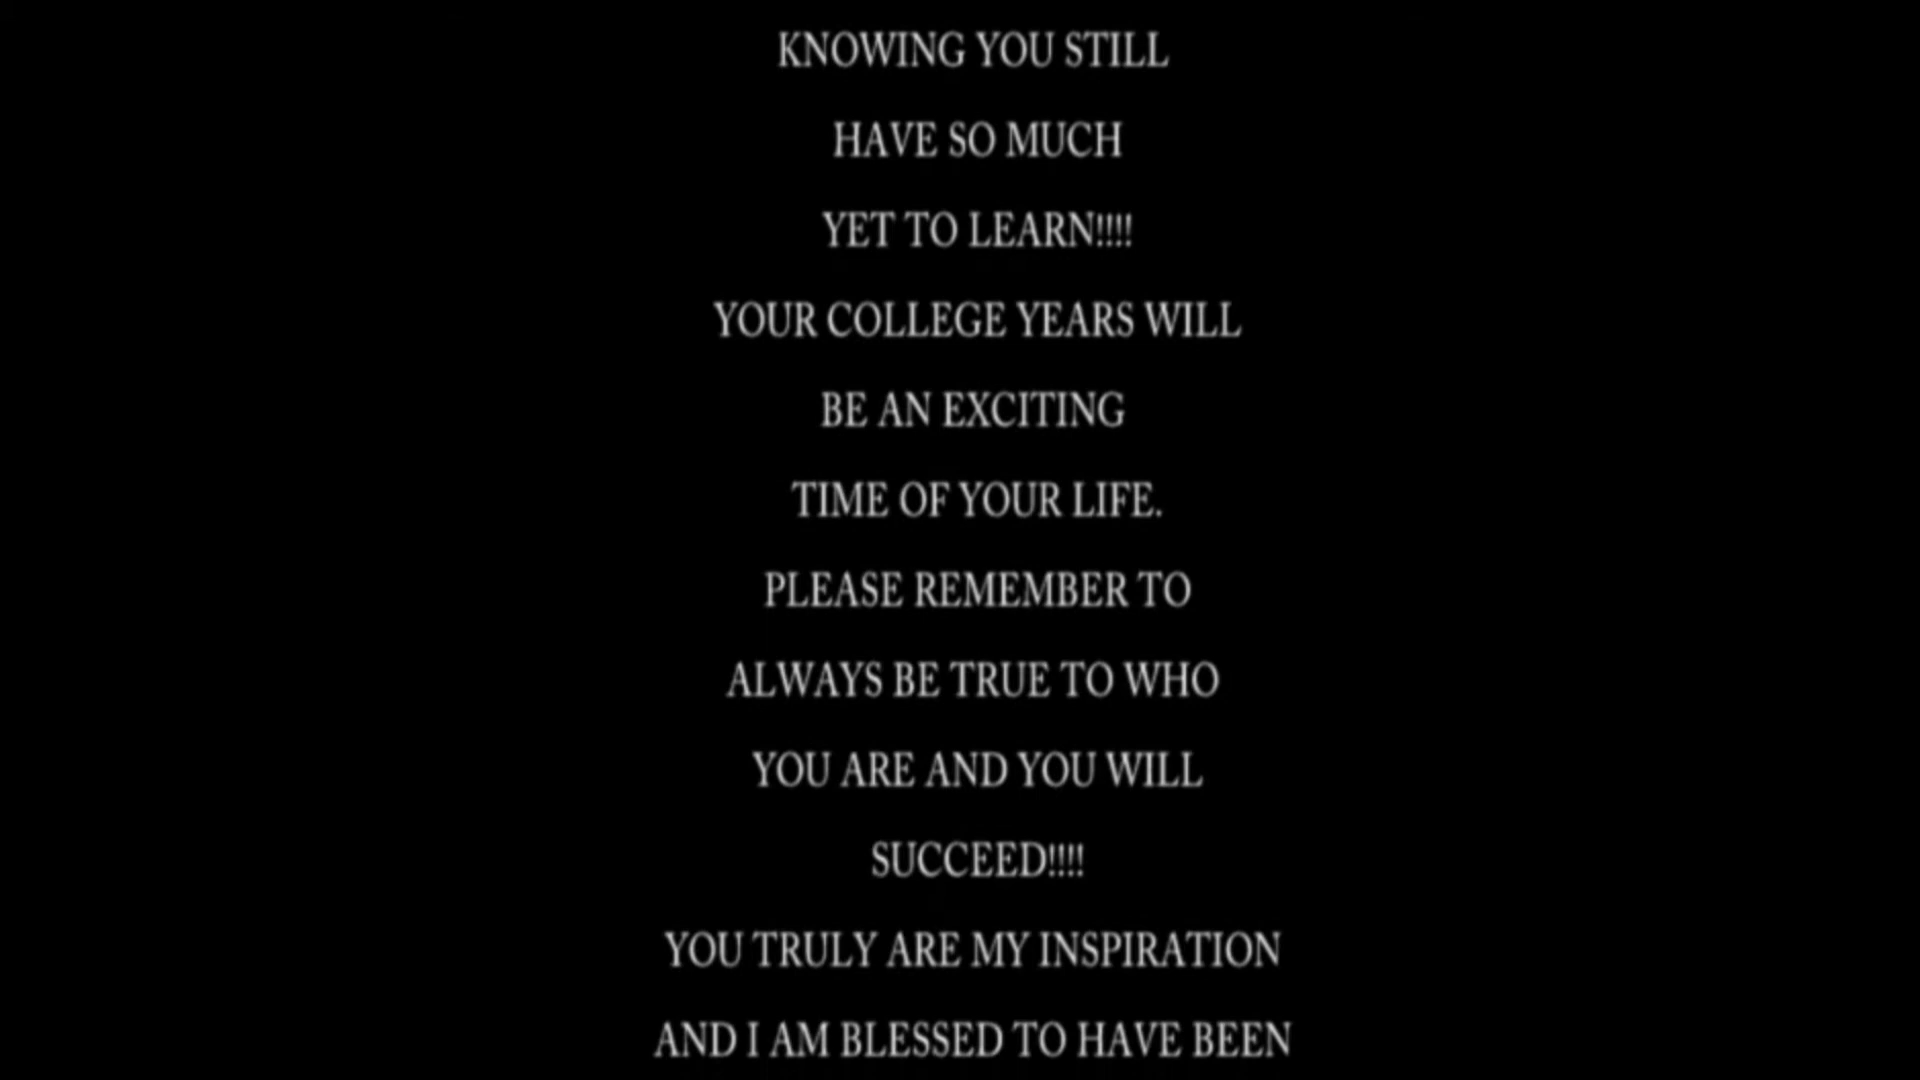 KNOWING YOU STILL
HAVE SO MUCH
YET TO LEARN!!!!
YOUR COLLEGE YEARS WILL
BE AN EXCITING
TIME OF YOUR LIFE.
PLEASE REMEMBER TO
ALWAYS BE TRUE TO WHO
YOU ARE AND YOU WILL
SUCCEED!!!!
YOU TRULY ARE MY INSPIRATION
AND I AM BLESSED TO HAVE BEEN